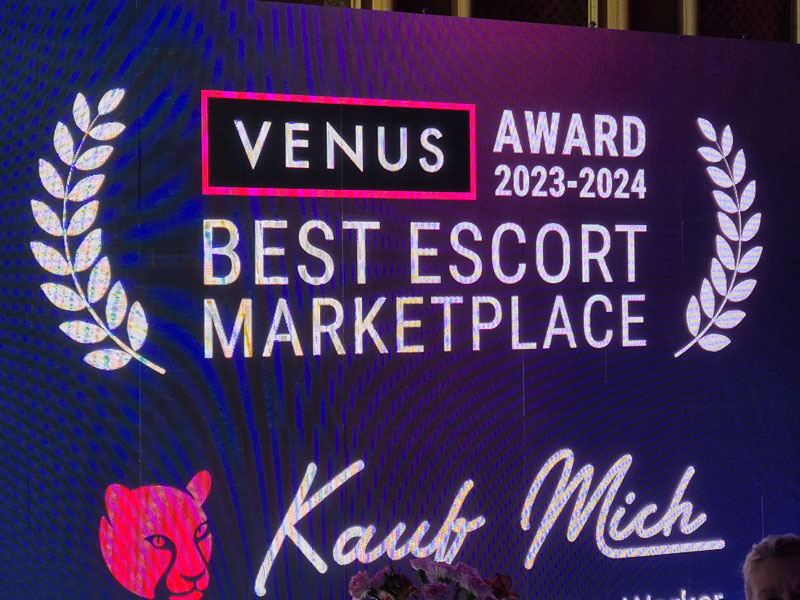 VENUS AWARD
2023-2024
BEST ESCORT
MARKETPLACE
Kauf Mich